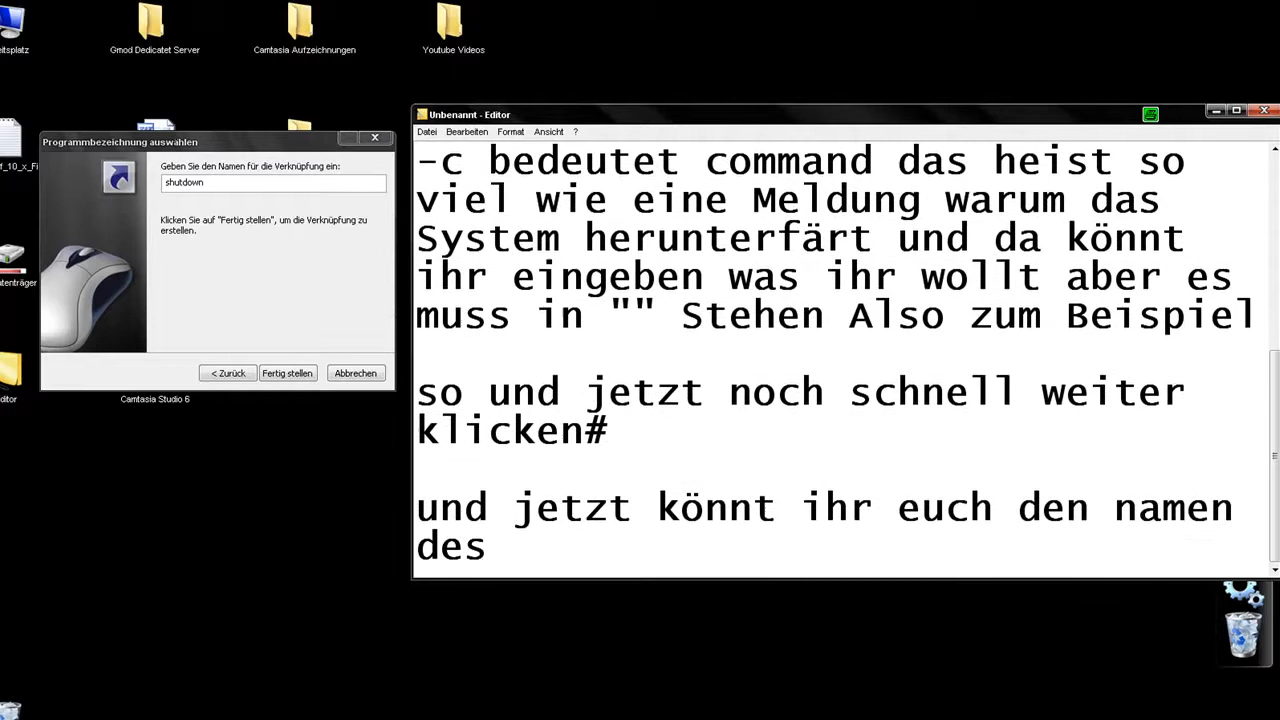 eitsplatz
Gmod Dedicatet Server
Camtasia Aufzeichnungen
Youtube Videos
Unbenannt - Editor
Datei Bearbeiten Format Ansicht ?
Programmbezeichnung auswählen
Geben Sie den Namen für die Verknüpfung ein:
shutdown
Klicken Sie auf "Fertig stellen", um die Verknüpfung zu
erstellen.
< Zurück Fertig stellen Abbrechen
f_10_x_Fi
atenträger
ditor
Camtasia Studio 6
-c bedeutet command das heist so
viel wie eine Meldung warum das
System herunterfärt und da könnt
ihr eingeben was ihr wollt aber es
muss in "" Stehen Also zum Beispiel
so und jetzt noch schnell weiter
klicken#
und jetzt könnt ihr euch den namen
des